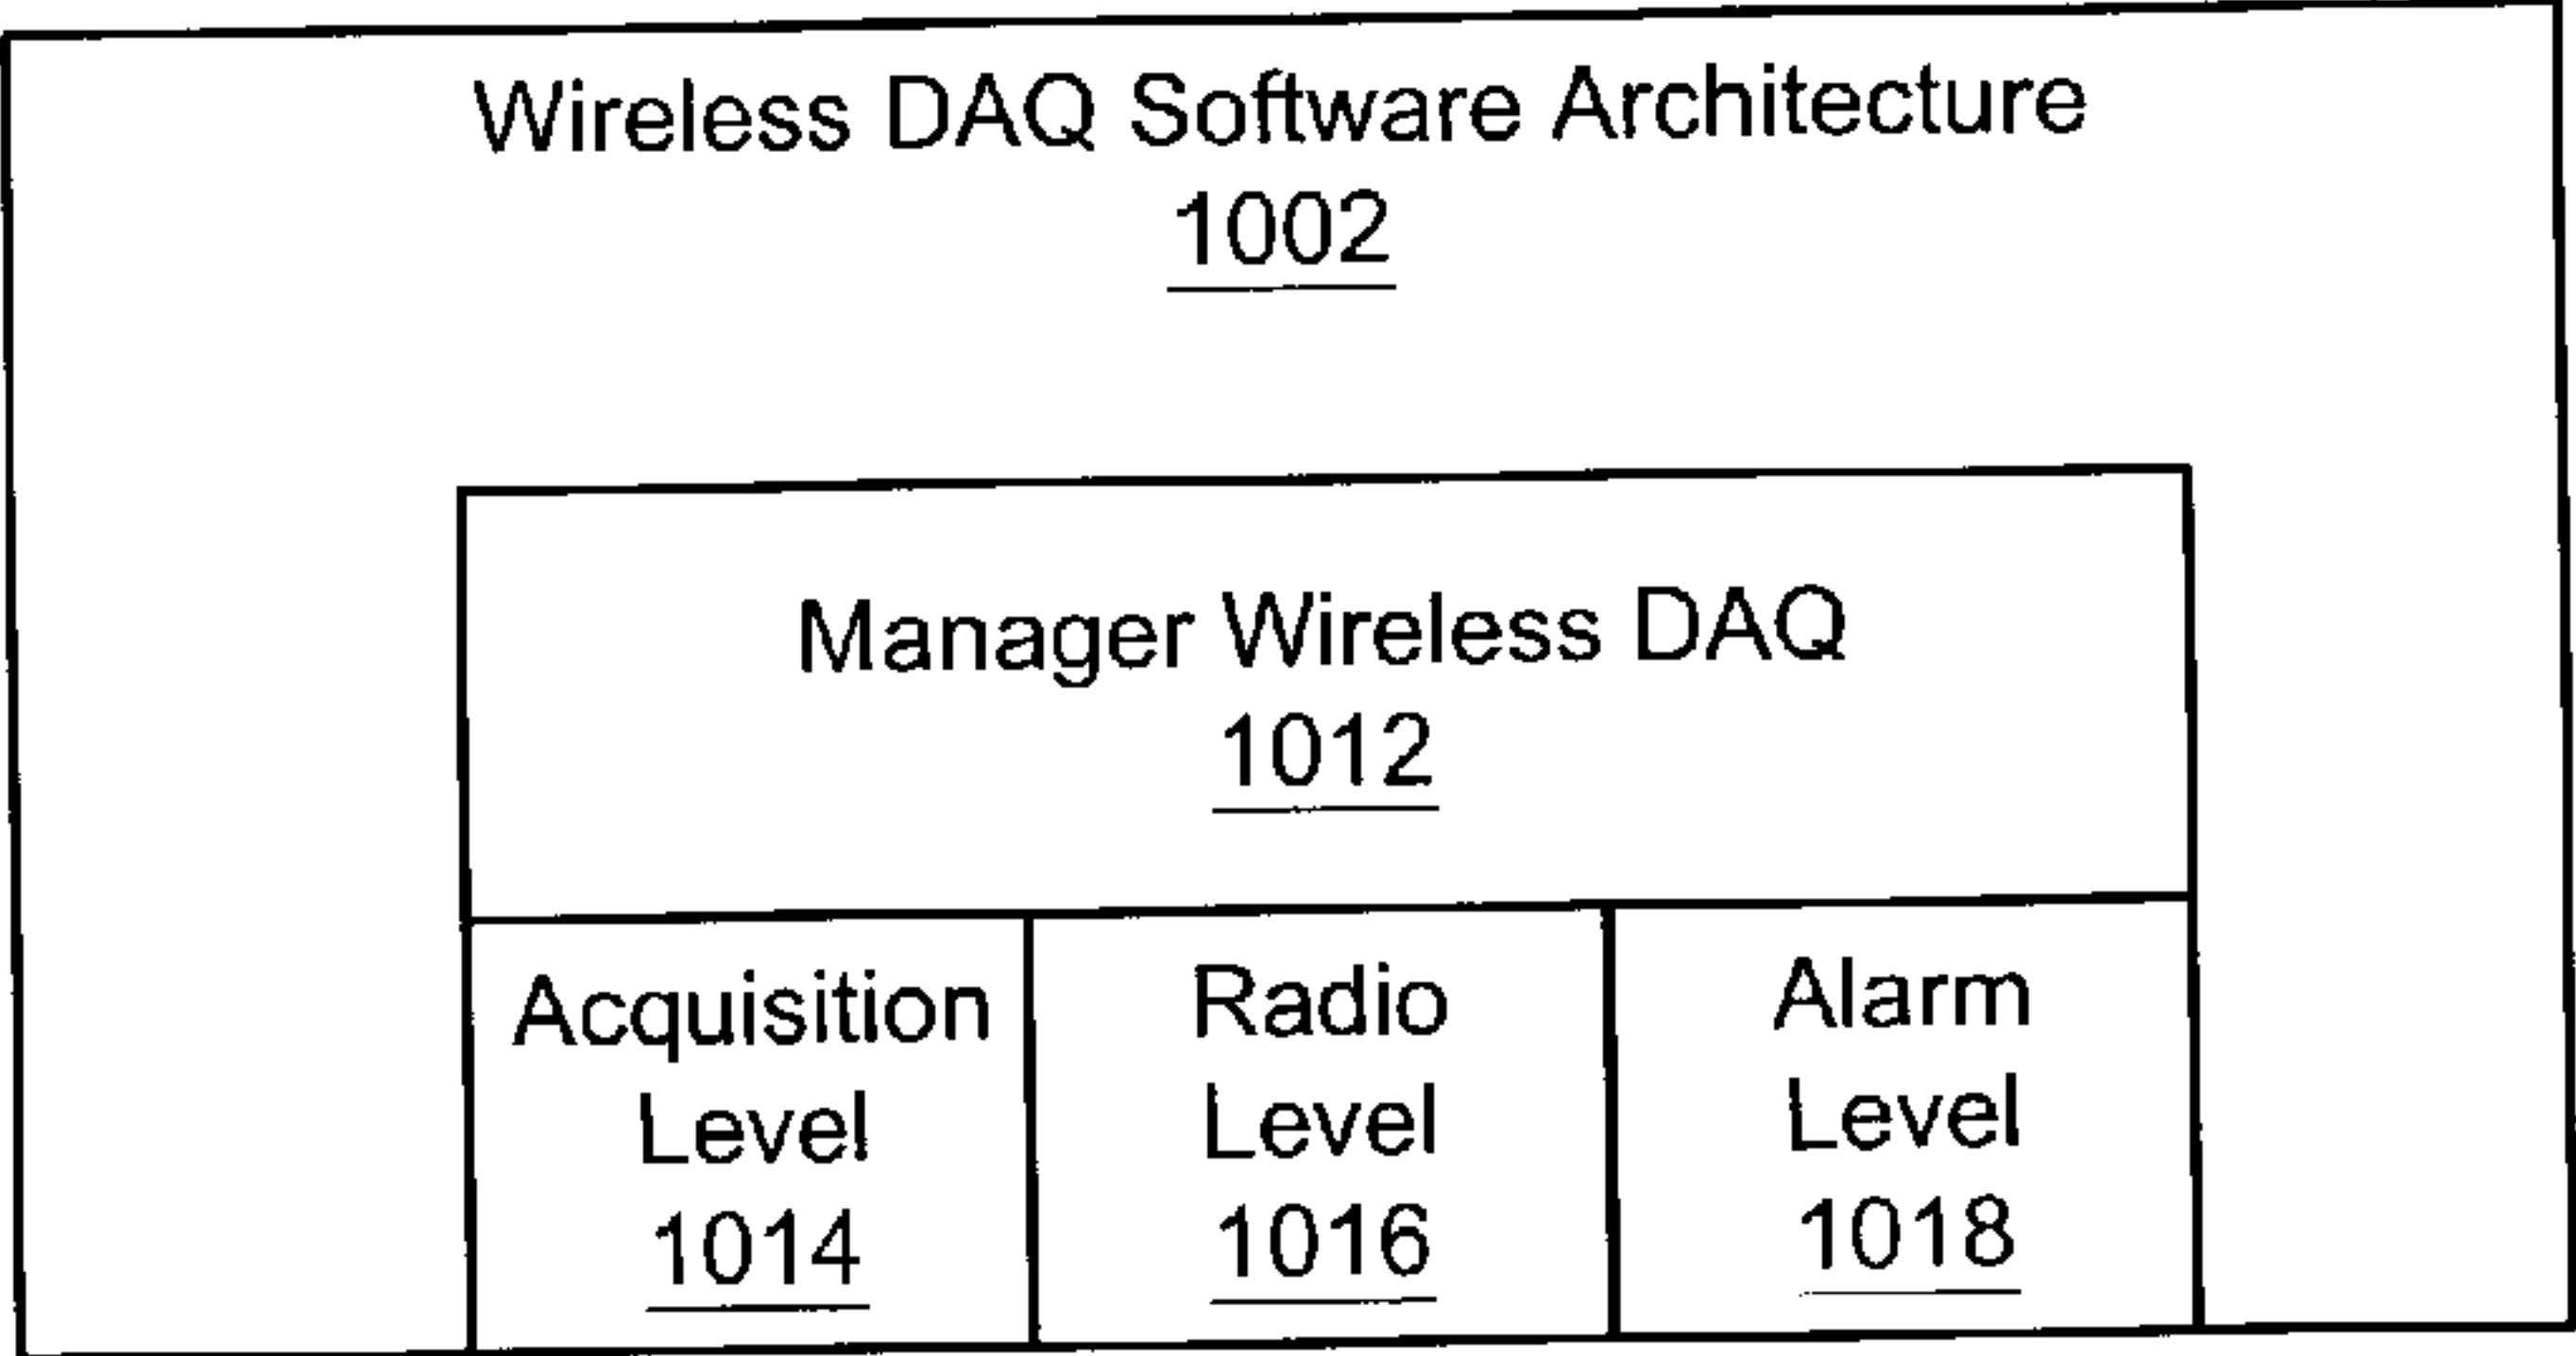 Wireless DAQ Software Architecture
1002
Manager Wireless DAQ
1012
Acquisition
Level
1014
Radio
Level
1016
Alarm
Level
1018